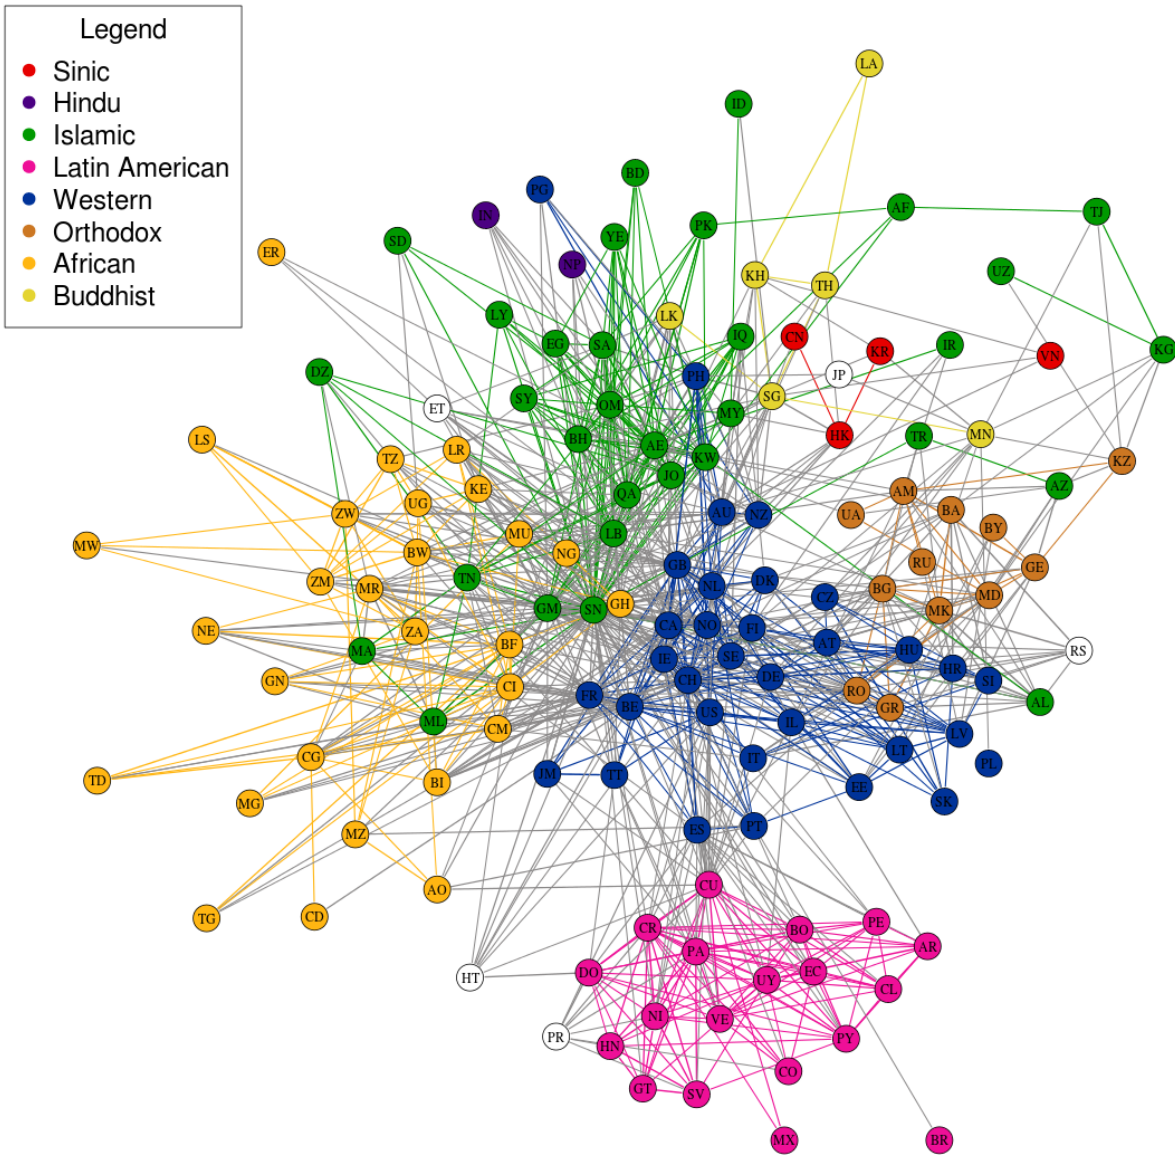 Legend
Sinic
Hindu
Islamic
Latin American
Western
Orthodox
African
Buddhist
LA
ID
BD
PG
IN
PK
AF
TJ
YE
SD
ER
NP
UZ
KH
TH
LY
LK
IQ
CN
EG
SA
KR
IR
VN
KG
DZ
PH
JP
SY
SG
OM
ET
MY
HK
MN
LS
BH
AE
TR
LR
KW
TZ
KZ
JO
KE
QA
AM
AZ
UG
ZW
AU
NZ
UA
BA
BY
MU
LB
MW
BW
NG
GB
RU
GE
TN
ZM
MR
NL
DK
BG
MD
CZ
GH
GM
SN
MK
NE
ZA
CA
NO
FI
BF
AT
MA
IE
SE
HU
RS
HR
GN
CI
CH
DE
SI
FR
RO
AL
BE
US
GR
ML
IL
CM
LV
LT
CG
IT
PL
JM
TT
TD
BI
EE
MG
SK
MZ
ES
PT
CU
AO
TG
CD
CR
BO
PE
AR
PA
HT
DO
UY
EC
CL
NI
VE
PR
HN
PY
CO
GT
SV
MX
BR